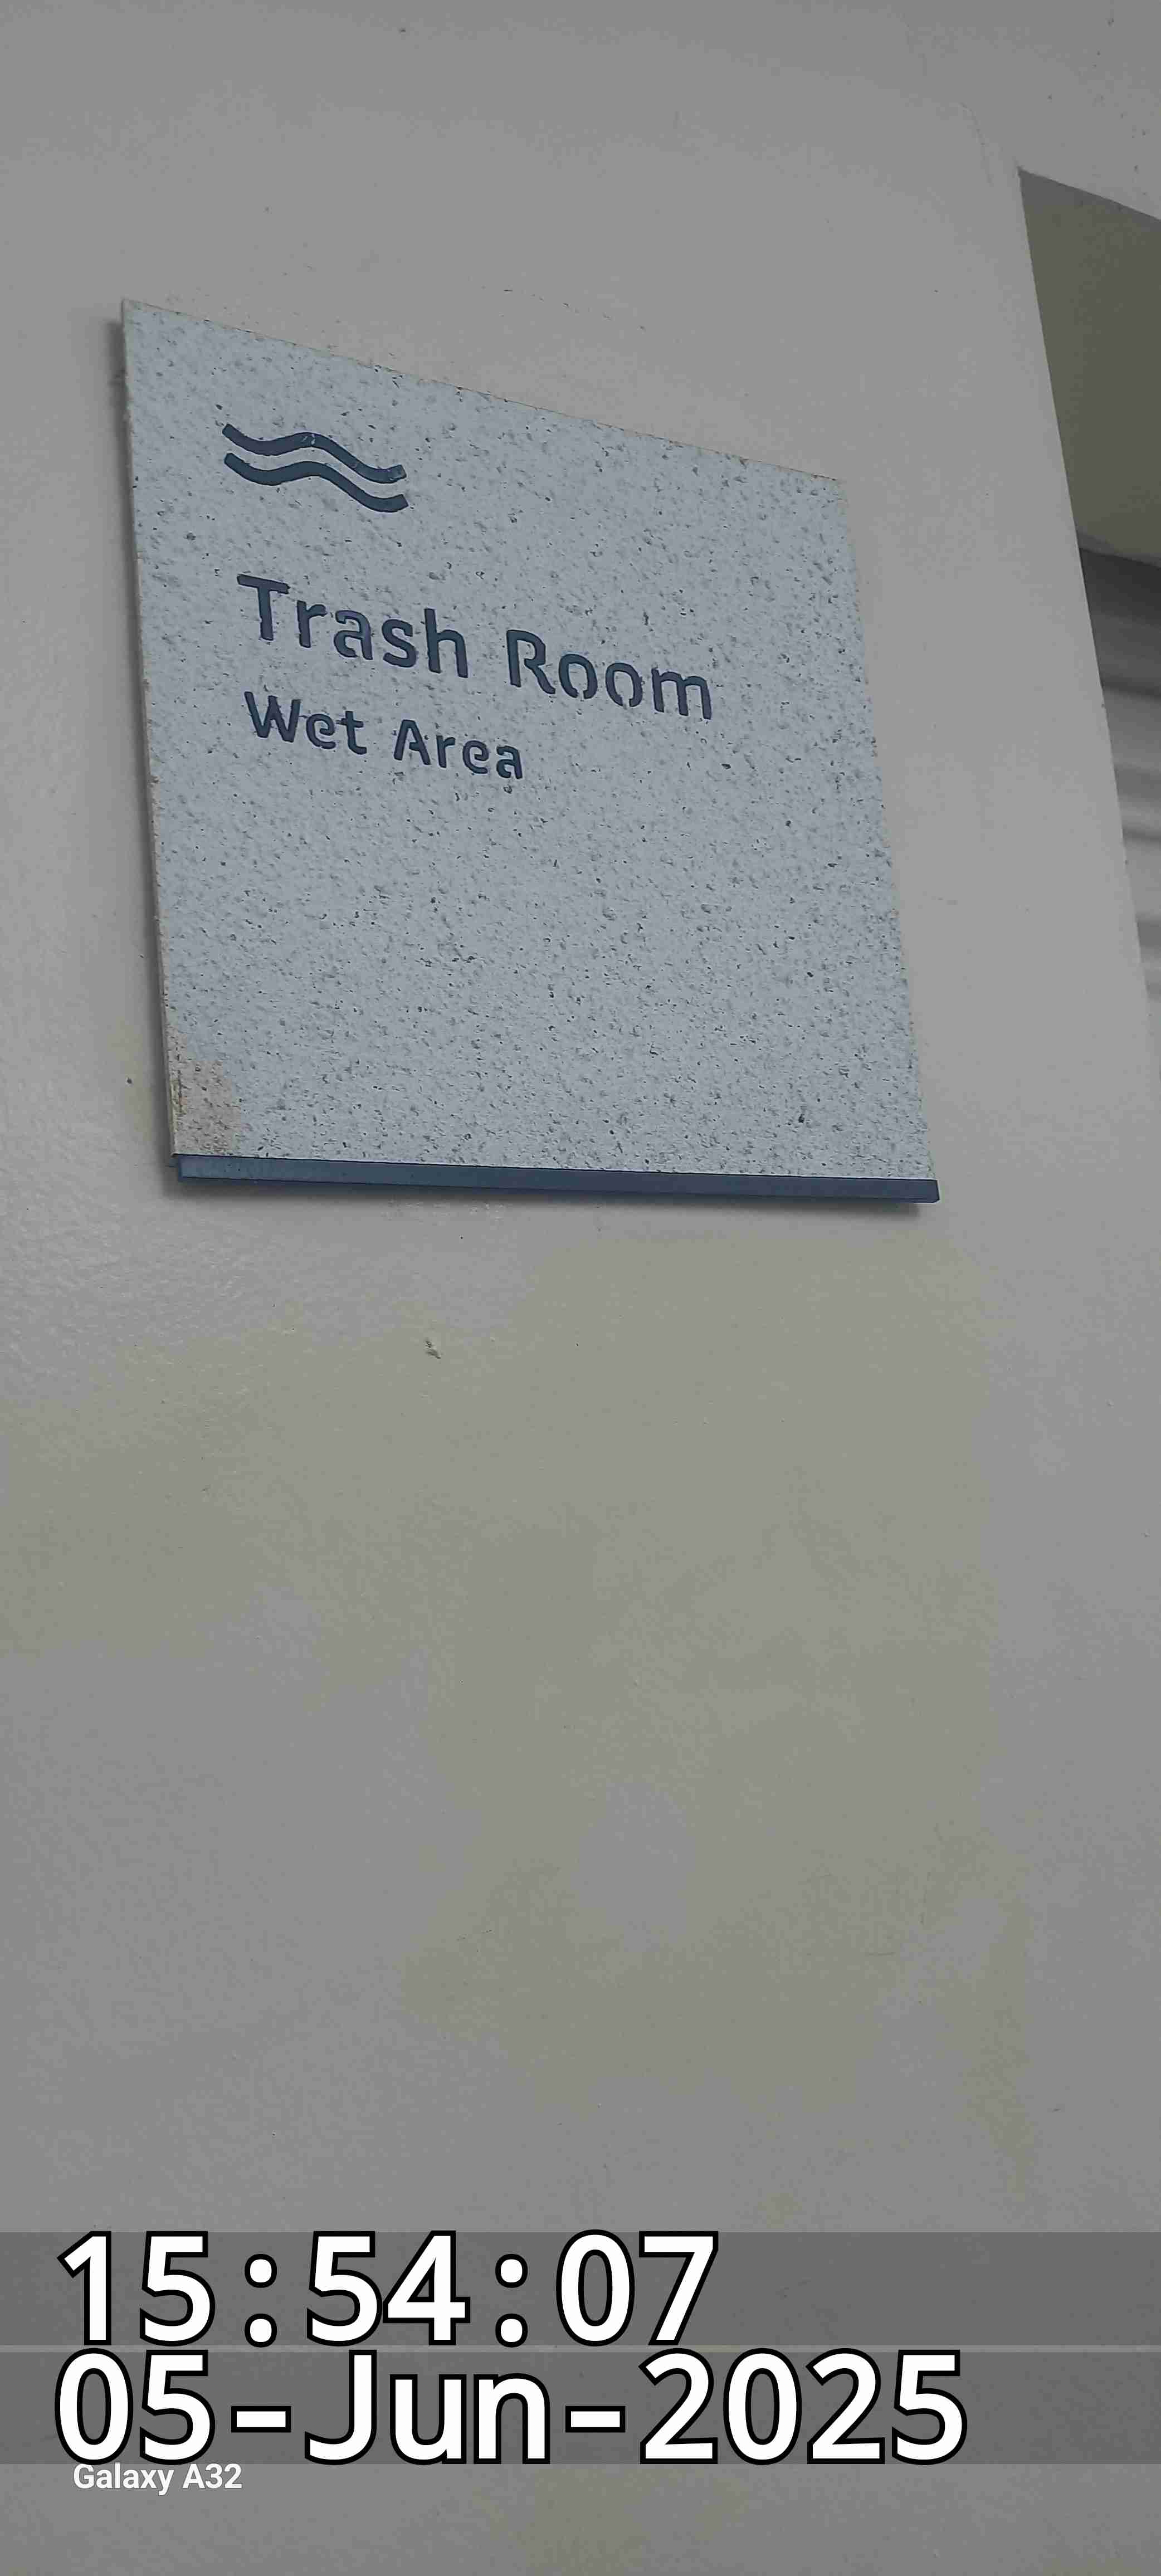 Trash Room
Wet Area
15:54:07
05-Jun-2025
Galaxy A32